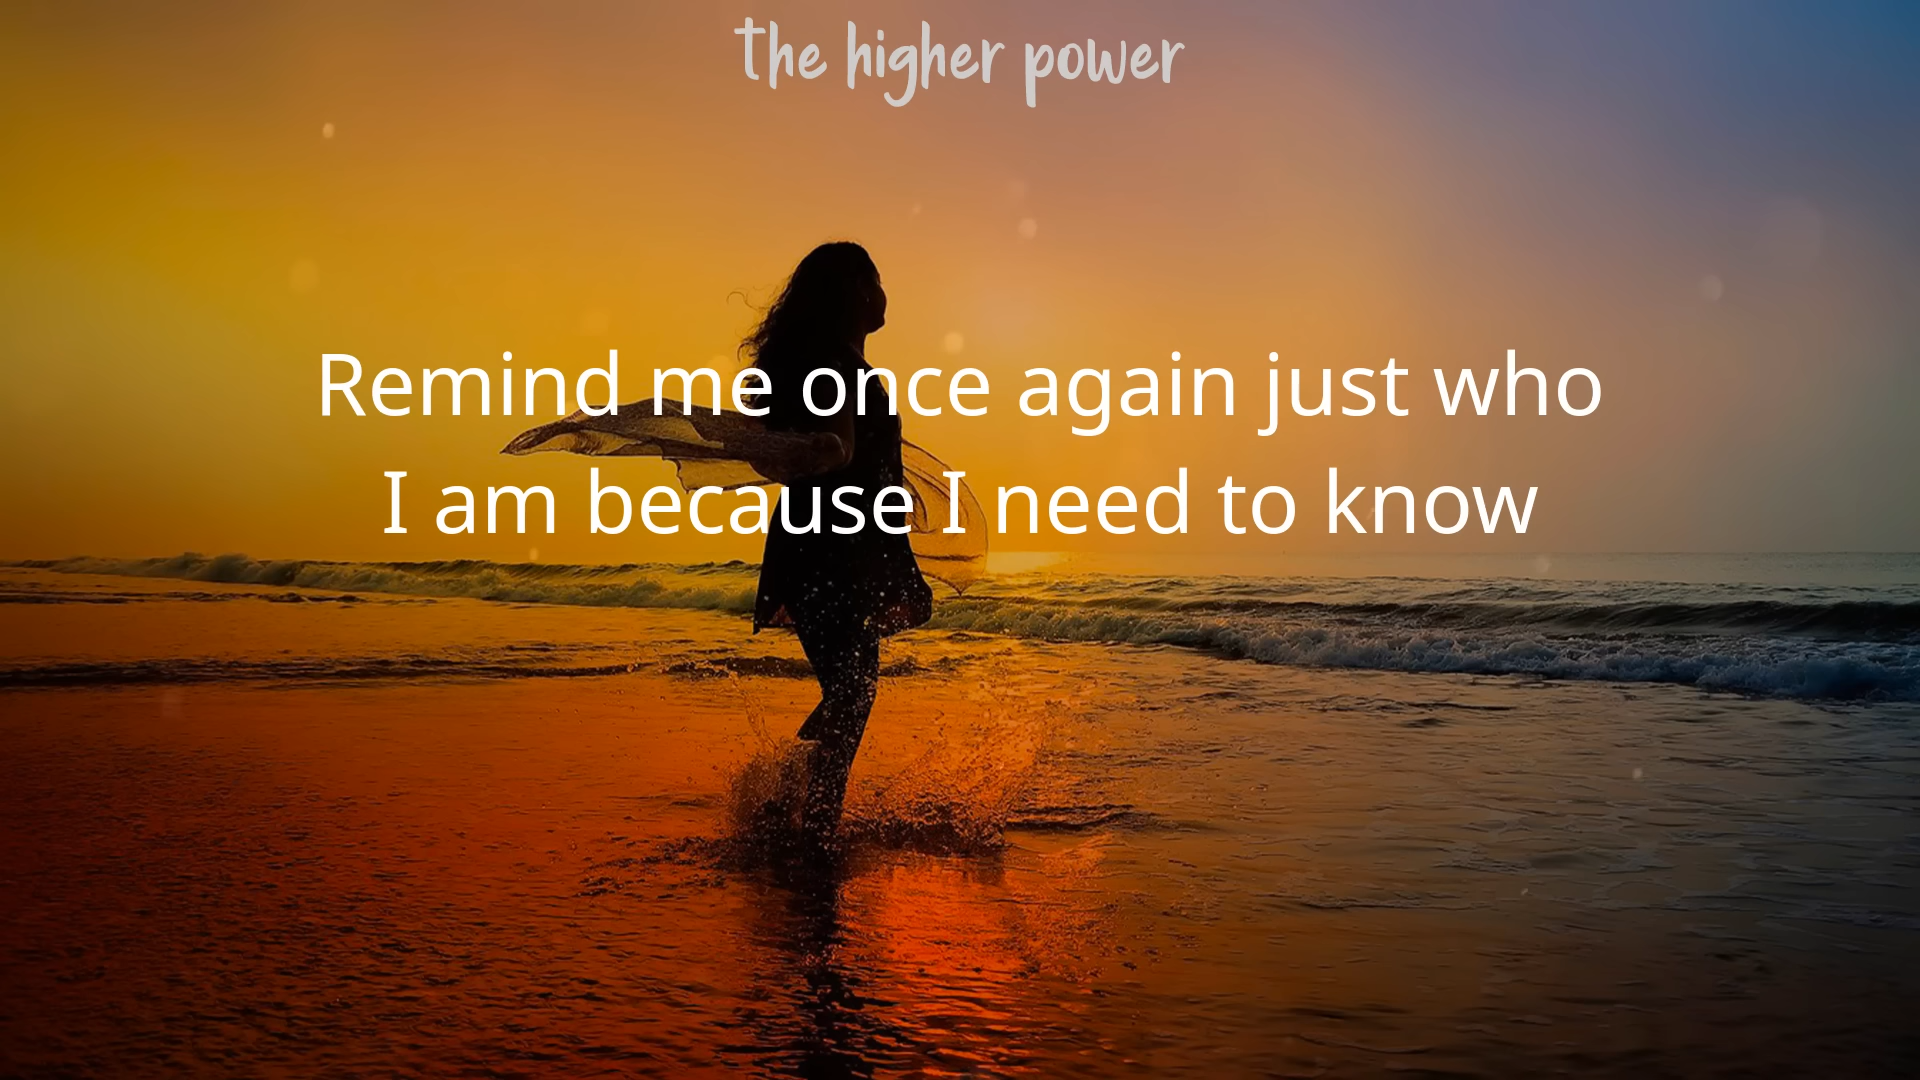 the higher power
Remind me once again just who
I am because I need to know